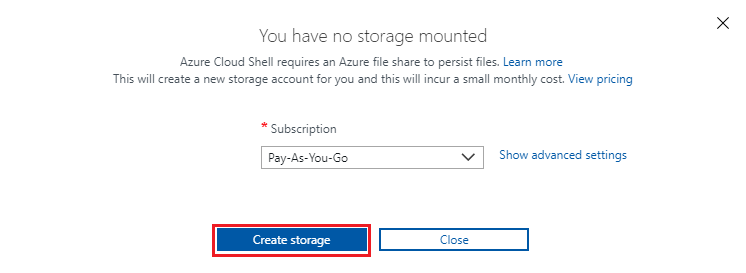 You have no storage mounted
Azure Cloud Shell requires an Azure file share to persist files. Learn more
This will create a new storage account for you and this will incur a small monthly cost. View pricing
* Subscription
Pay-As-You-Go
Show advanced settings
Create storage
Close